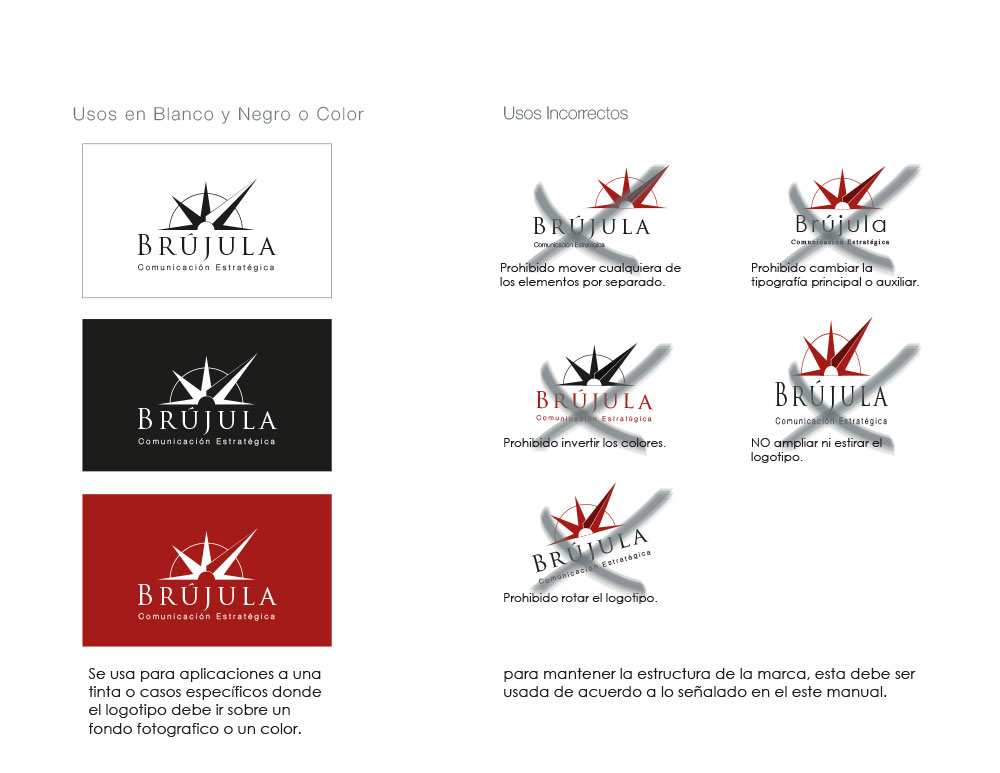 Usos en Blanco y Negro o Color
BRÚJULA
Comunicación Estratégica
BRÚJULA
Comunicación Estratégica
BRÚJULA
Comunicación Estratégica
Se usa para aplicaciones a una
tinta o casos específicos donde
el logotipo debe ir sobre un
fondo fotografico o un color.
Usos Incorrectos
BRÚJULA
Comunicación Estratégica
Prohibido mover cualquiera de
los elementos por separado.
Brújula
Comunicación Estratégica
Prohibido cambiar la
tipografía principal o auxiliar.
BRÚJULA
Comunicación Estratégica
Prohibido invertir los colores.
BRÚJULA
Comunicación Estratégica
NO ampliar ni estirar el
logotipo.
BRÚJULA
Comunicación Estratégica
Prohibido rotar el logotipo.
para mantener la estructura de la marca, esta debe ser
usada de acuerdo a lo señalado en el este manual.